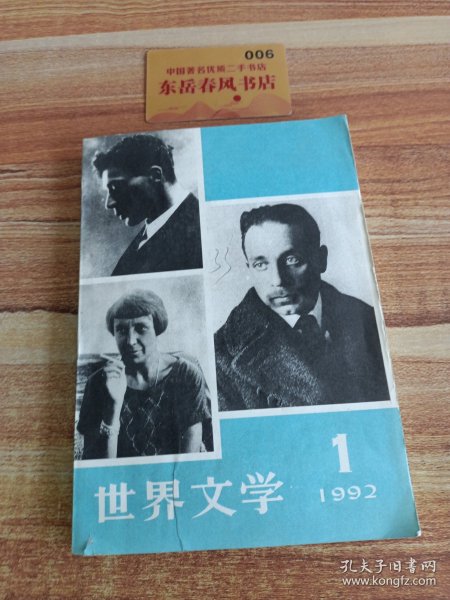 006
中国著名优质二手书店
东岳春风书店
33
世界文学
1
1992
孔夫子旧书网
www.kongfz.com